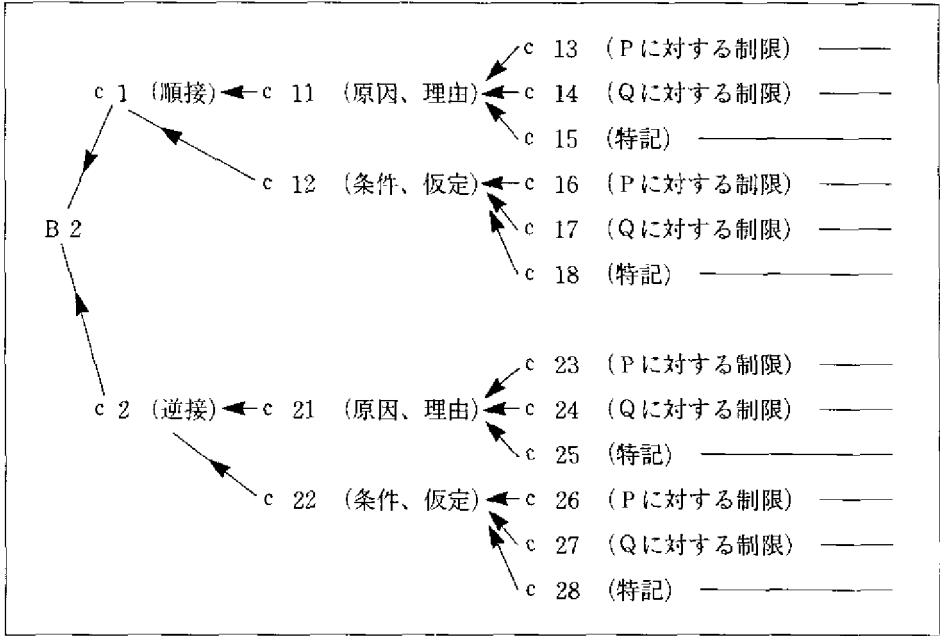 c 13 (Pに対する制限)
c 1 (順接) c 11 (原因、理由) c 14 (Qに対する制限)
c 15 (特記)
c 12 (条件、仮定) c 16 (Pに対する制限)
B 2 c 17 (Qに対する制限)
c 18 (特記)
c 23 (Pに対する制限)
c 2 (逆接) c 21 (原因、理由) c 24 (Qに対する制限)
c 25 (特記)
c 22 (条件、仮定) c 26 (Pに対する制限)
c 27 (Qに対する制限)
c 28 (特記)